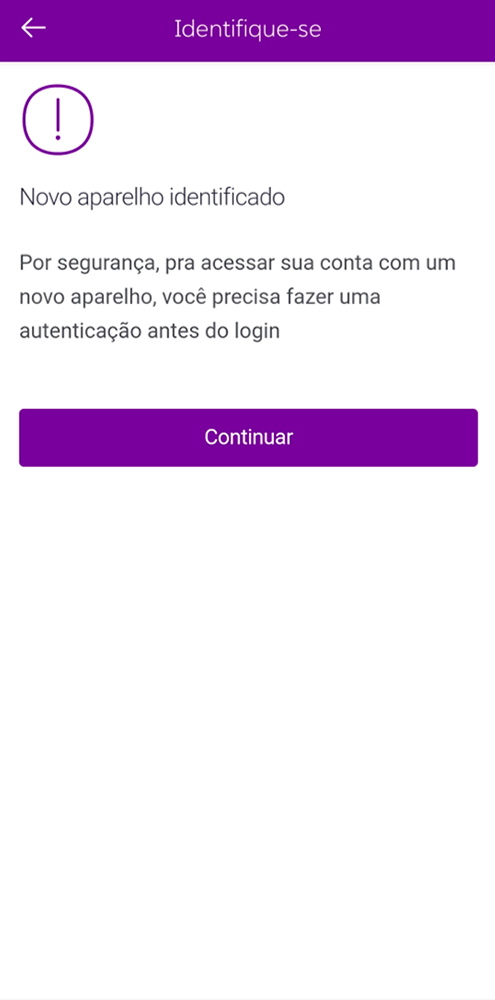 Identifique-se
Novo aparelho identificado
Por segurança, pra acessar sua conta com um
novo aparelho, você precisa fazer uma
autenticação antes do login
Continuar